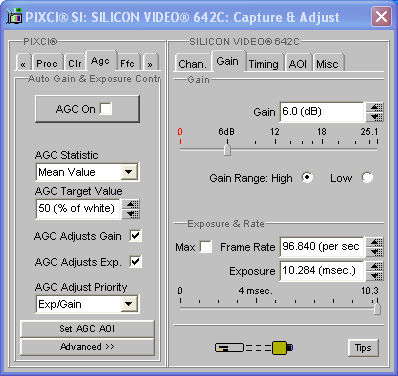 PIXCI® SI: SILICON VIDEO® 642C: Capture & Adjust
PIXCI®
« Proc Clr Agc Ffc »
Auto Gain & Exposure Contr
AGC On
AGC Statistic
Mean Value
AGC Target Value
50 (% of white)
AGC Adjusts Gain
AGC Adjusts Exp.
AGC Adjust Priority
Exp/Gain
Set AGC AOI
Advanced >>
SILICON VIDEO® 642C
Chan. Gain Timing AOI Misc
Gain
Gain 6.0 (dB)
0 6dB 12 18 25.1
Gain Range: High Low
Exposure & Rate
Max Frame Rate 96.840 (per sec
Exposure 10.284 (msec.)
0 4 msec. 10.3
Tips